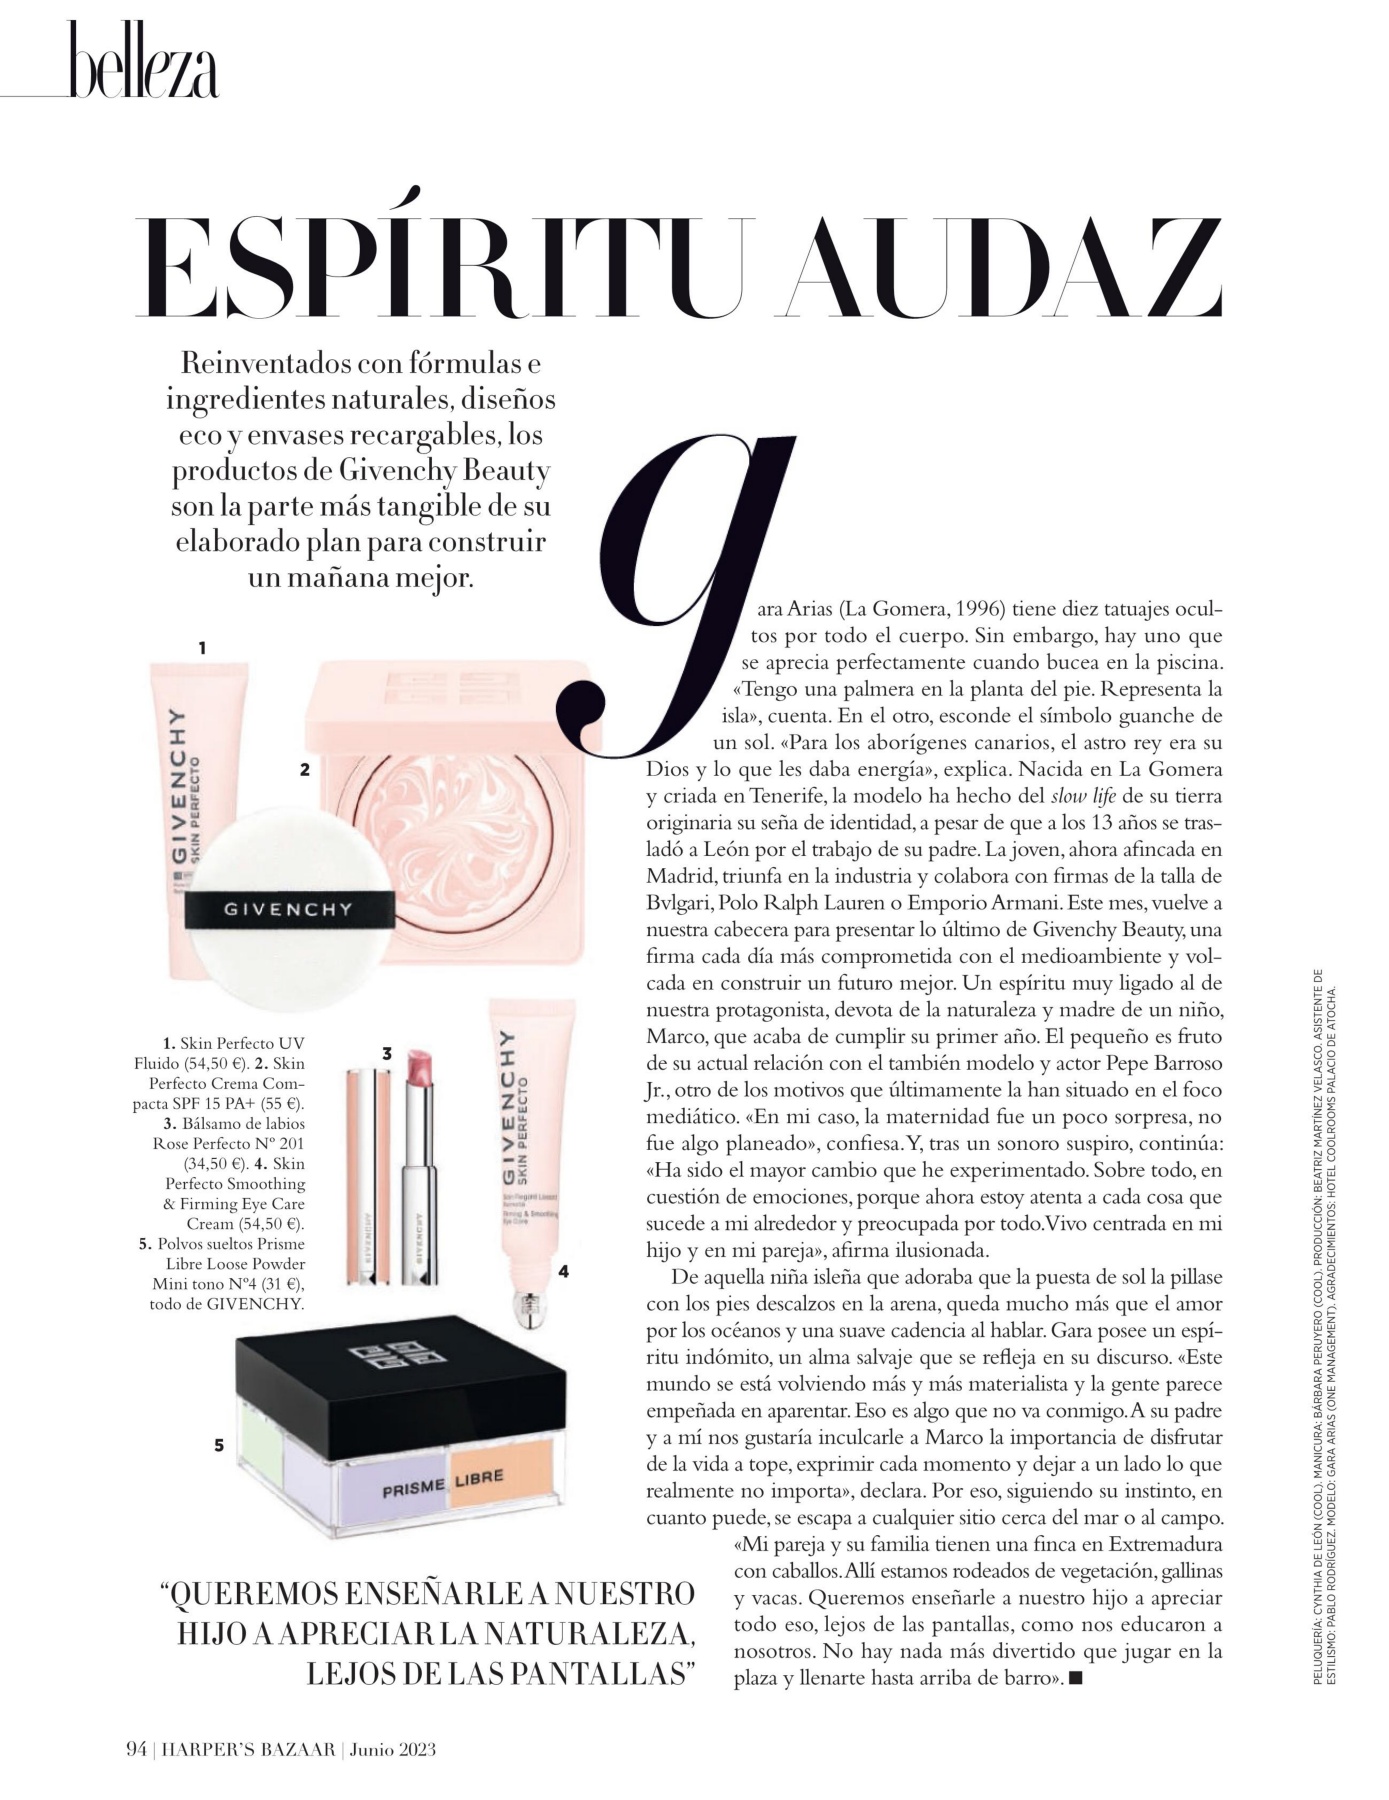 belleza
ESPÍRITU AUDAZ
Reinventados con fórmulas e
ingredientes naturales, diseños
eco y envases recargables, los
productos de Givenchy Beauty
son la parte más tangible de su
elaborado plan para construir
un mañana mejor.
1
GIVENCHY
SKIN PERFECTO
2
GIVENCHY
1. Skin Perfecto UV
Fluido (54,50 €). 2. Skin
Perfecto Crema Com-
pacta SPF 15 PA+ (55 €).
3. Bálsamo de labios
Rose Perfecto Nº 201
(34,50 €). 4. Skin
Perfecto Smoothing
& Firming Eye Care
Cream (54,50 €).
5. Polvos sueltos Prisme
Libre Loose Powder
Mini tono Nº4 (31 €),
todo de GIVENCHY.
3
GIVENCHY
GIVENCHY
GIVENCHY
SKIN PERFECTO
4
5
PRISME LIBRE
"QUEREMOS ENSEÑARLE A NUESTRO
HIJO A APRECIAR LA NATURALEZA,
LEJOS DE LAS PANTALLAS"
gara Arias (La Gomera, 1996) tiene diez tatuajes ocul-
tos por todo el cuerpo. Sin embargo, hay uno que
se aprecia perfectamente cuando bucea en la piscina.
«Tengo una palmera en la planta del pie. Representa la
isla», cuenta. En el otro, esconde el símbolo guanche de
un sol. «Para los aborígenes canarios, el astro rey era su
Dios y lo que les daba energía», explica. Nacida en La Gomera
y criada en Tenerife, la modelo ha hecho del slow life de su tierra
originaria su seña de identidad, a pesar de que a los 13 años se tras-
ladó a León por el trabajo de su padre. La joven, ahora afincada en
Madrid, triunfa en la industria y colabora con firmas de la talla de
Bvlgari, Polo Ralph Lauren o Emporio Armani. Este mes, vuelve a
nuestra cabecera para presentar lo último de Givenchy Beauty, una
firma cada día más comprometida con el medioambiente y vol-
cada en construir un futuro mejor. Un espíritu muy ligado al de
nuestra protagonista, devota de la naturaleza y madre de un niño,
Marco, que acaba de cumplir su primer año. El pequeño es fruto
de su actual relación con el también modelo y actor Pepe Barroso
Jr., otro de los motivos que últimamente la han situado en el foco
mediático. «En mi caso, la maternidad fue un poco sorpresa, no
fue algo planeado», confiesa. Y, tras un sonoro suspiro, continúa:
«Ha sido el mayor cambio que he experimentado. Sobre todo, en
cuestión de emociones, porque ahora estoy atenta a cada cosa que
sucede a mi alrededor y preocupada por todo. Vivo centrada en mi
hijo y en mi pareja», afirma ilusionada.
De aquella niña isleña que adoraba que la puesta de sol la pillase
con los pies descalzos en la arena, queda mucho más que el amor
por los océanos y una suave cadencia al hablar. Gara posee un espí-
ritu indómito, un alma salvaje que se refleja en su discurso. «Este
mundo se está volviendo más y más materialista y la gente parece
empeñada en aparentar. Eso es algo que no va conmigo. A su padre
y a mí nos gustaría inculcarle a Marco la importancia de disfrutar
de la vida a tope, exprimir cada momento y dejar a un lado lo que
realmente no importa», declara. Por eso, siguiendo su instinto, en
cuanto puede, se escapa a cualquier sitio cerca del mar o al campo.
«Mi pareja y su familia tienen una finca en Extremadura
con caballos. Allí estamos rodeados de vegetación, gallinas
y vacas. Queremos enseñarle a nuestro hijo a apreciar
todo eso, lejos de las pantallas, como nos educaron a
nosotros. No hay nada más divertido que jugar en la
plaza y llenarte hasta arriba de barro». ■
PELUQUERÍA: CYNTHIA DE LEÓN (COOL). MANICURA: BÁRBARA PERUYERO (COOL). PRODUCCIÓN: BEATRIZ MARTÍNEZ VELASCO. ASISTENTE DE
ESTILISMO: PABLO RODRÍGUEZ. MODELO: GARA ARIAS (ONE MANAGEMENT). AGRADECIMIENTOS: HOTEL COOLROOMS PALACIO DE ATOCHA.
94 | HARPER'S BAZAAR | Junio 2023